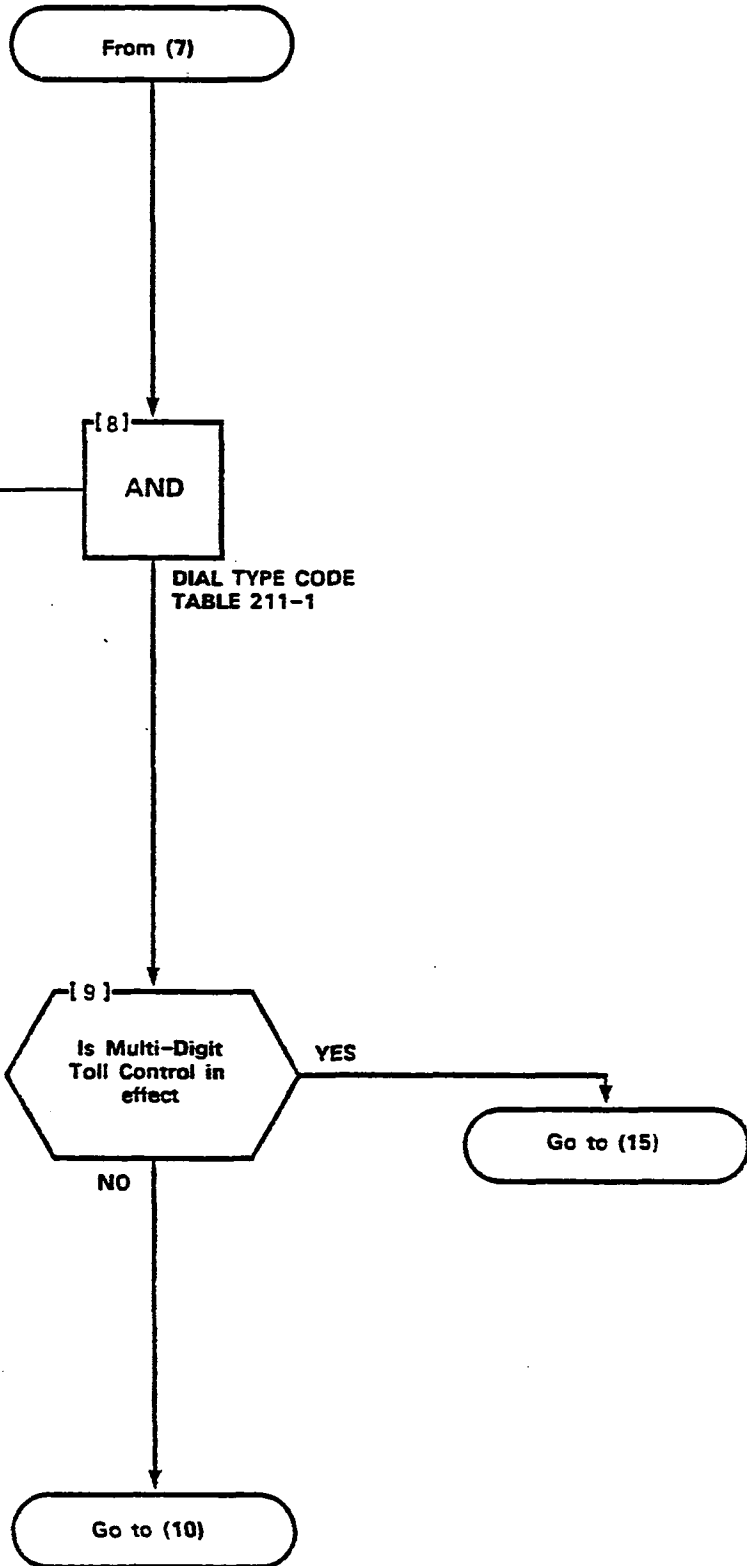 From (7)
[8]
AND
DIAL TYPE CODE
TABLE 211-1
[9]
Is Multi-Digit
Toll Control in
effect
YES
Go to (15)
NO
Go to (10)